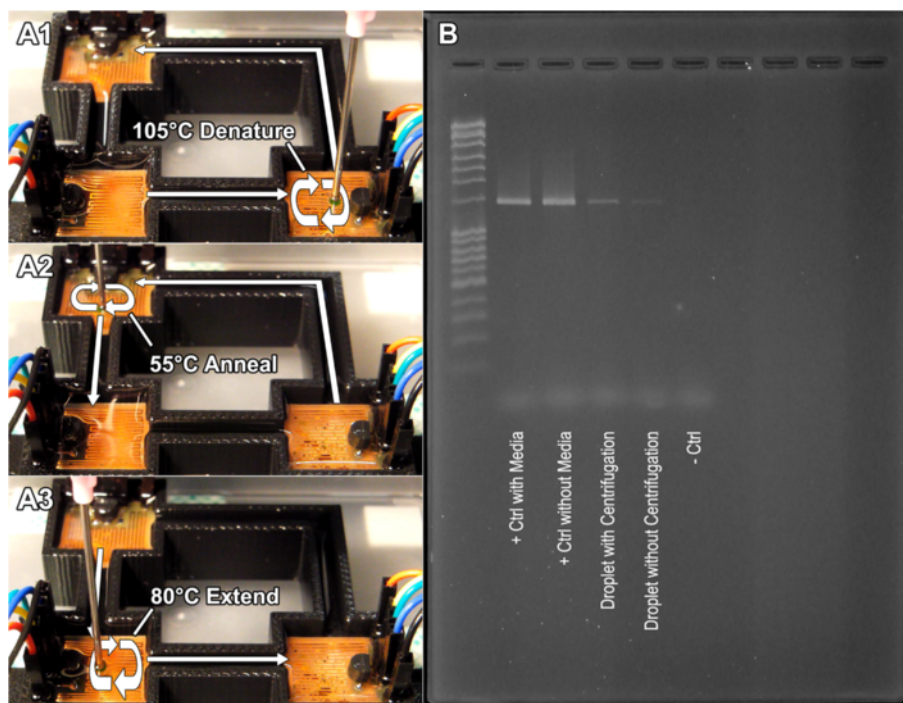 A1
105°C Denature
A2
55°C Anneal
A3
80°C Extend
B
+ Ctrl with Media
+ Ctrl without Media
Droplet with Centrifugation
Droplet without Centrifugation
- Ctrl